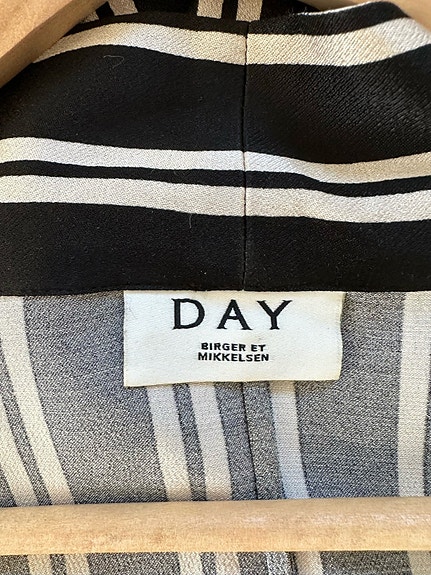 DAY
BIRGER ET
MIKKELSEN